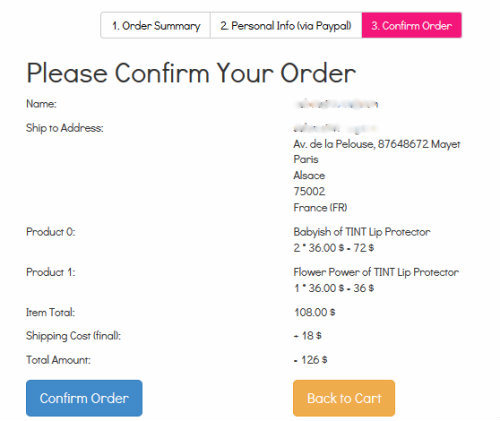 1. Order Summary
2. Personal Info (via Paypal)
3. Confirm Order
Please Confirm Your Order
Name:
Ship to Address:
Av. de la Pelouse, 87648672 Mayet
Paris
Alsace
75002
France (FR)
Product 0:
Babyish of TINT Lip Protector
2 * 36.00 $ - 72 $
Product 1:
Flower Power of TINT Lip Protector
1 * 36.00 $ - 36 $
Item Total:
108.00 $
Shipping Cost (final):
+ 18 $
Total Amount:
- 126 $
Confirm Order
Back to Cart